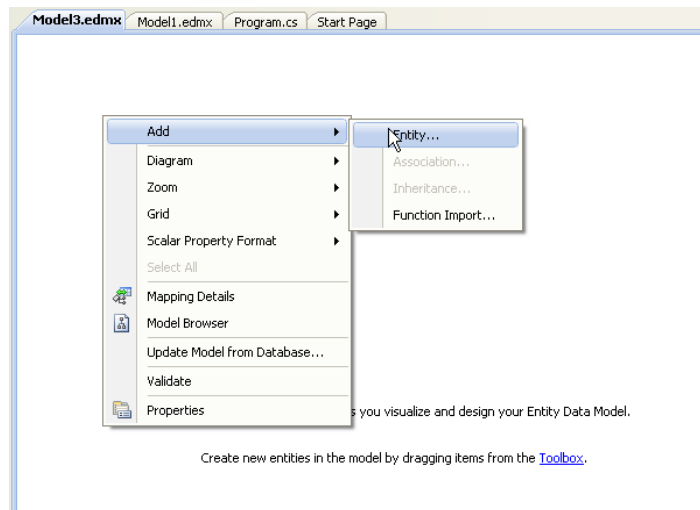 Model3.edmx Model1.edmx Program.cs Start Page
Add
Entity...
Diagram
Association...
Zoom
Inheritance...
Grid
Function Import...
Scalar Property Format
Select All
Mapping Details
Model Browser
Update Model from Database...
Validate
Properties
you visualize and design your Entity Data Model.
Create new entities in the model by dragging items from the Toolbox.